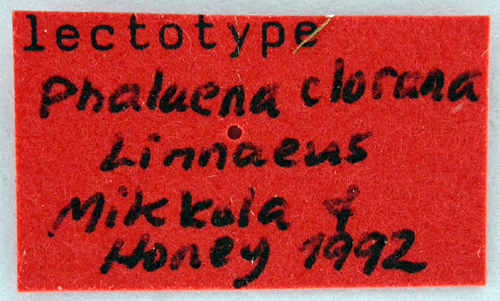 lectotype
Phalaena clorana
Linnaeus
Mikkola &
Honey 1992